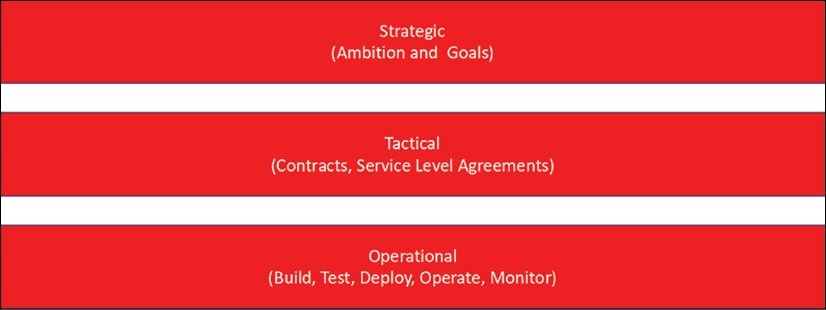 Strategic
(Ambition and Goals)
Tactical
(Contracts, Service Level Agreements)
Operational
(Build, Test, Deploy, Operate, Monitor)